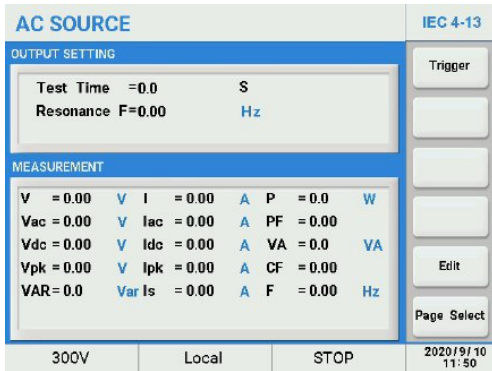 AC SOURCE
IEC 4-13
OUTPUT SETTING
Test Time =0.0 S
Resonance F=0.00 Hz
Trigger
MEASUREMENT
V = 0.00 V I = 0.00 A P = 0.0 W
Vac = 0.00 V Iac = 0.00 A PF = 0.00
Vdc = 0.00 V Idc = 0.00 A VA = 0.0 VA
Vpk = 0.00 V Ipk = 0.00 A CF = 0.00
VAR= 0.0 Var Is = 0.00 A F = 0.00 Hz
Edit
Page Select
300V Local STOP
2020/9/10
11:50